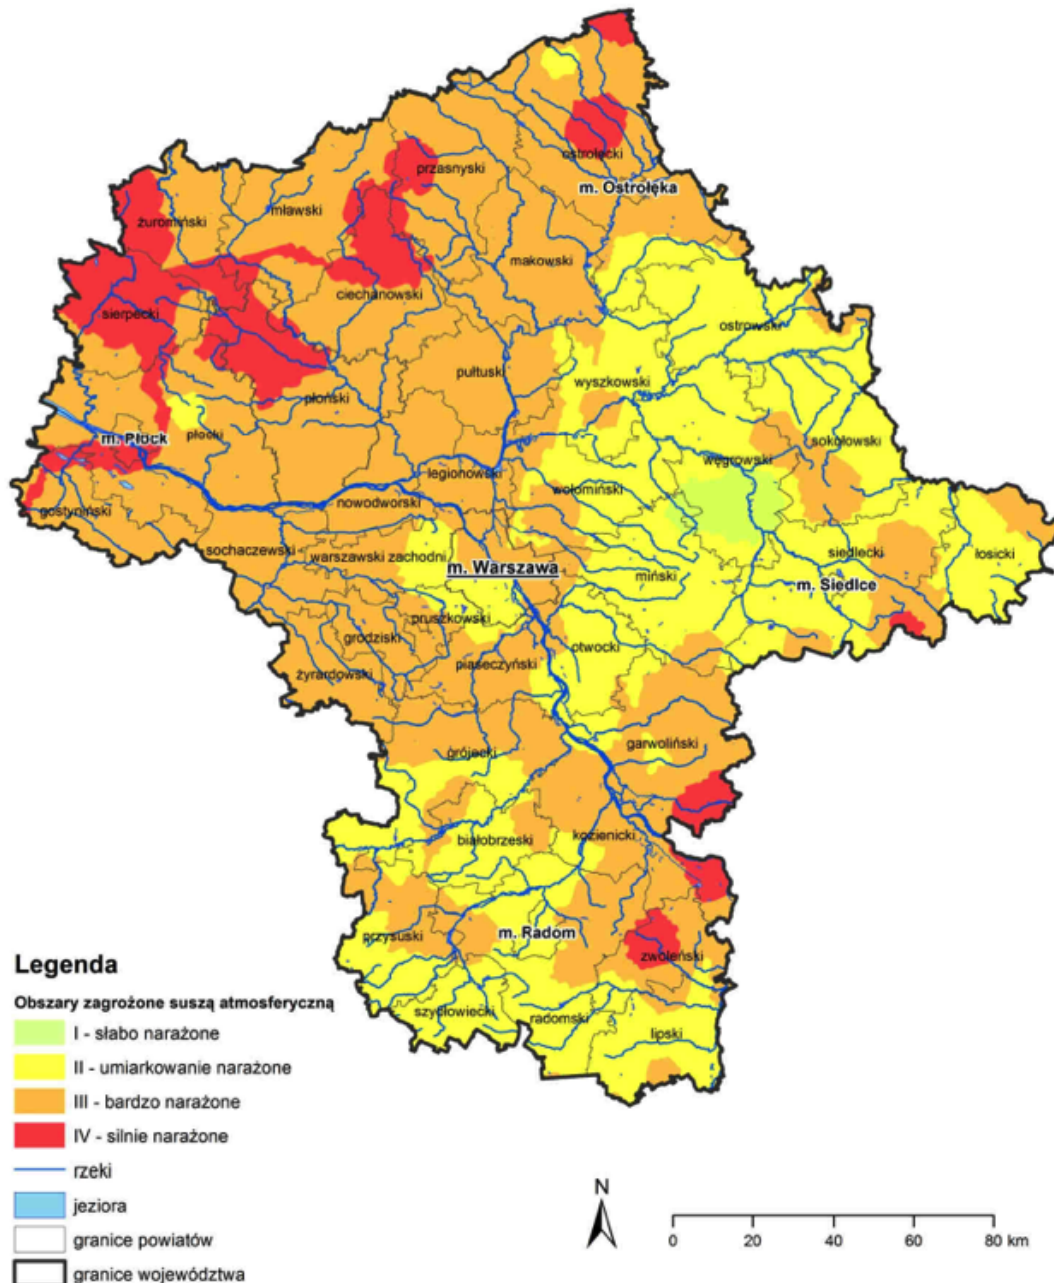 przasnyski
ostrołęcki
m. Ostrołęka
żuromiński
mławski
makowski
ciechanowski
sierpecki
ostrowski
pułtuski
wyszkowski
płoński
m. Płock
płocki
sokołowski
węgrowski
legionowski
wołomiński
nowodworski
gostyniński
sochaczewski
warszawski zachodni
m. Warszawa
siedlecki
łosicki
miński
m. Siedlce
pruszkowski
grodziski
otwocki
piaseczyński
żyrardowski
grójecki
garwoliński
białobrzeski
kozienicki
przysuski
m. Radom
zwoleński
szydłowiecki
radomski
lipski
Legenda
Obszary zagrożone suszą atmosferyczną
I - słabo narażone
II - umiarkowanie narażone
III - bardzo narażone
IV - silnie narażone
rzeki
jeziora
granice powiatów
granice województwa
N
0 20 40 60 80 km